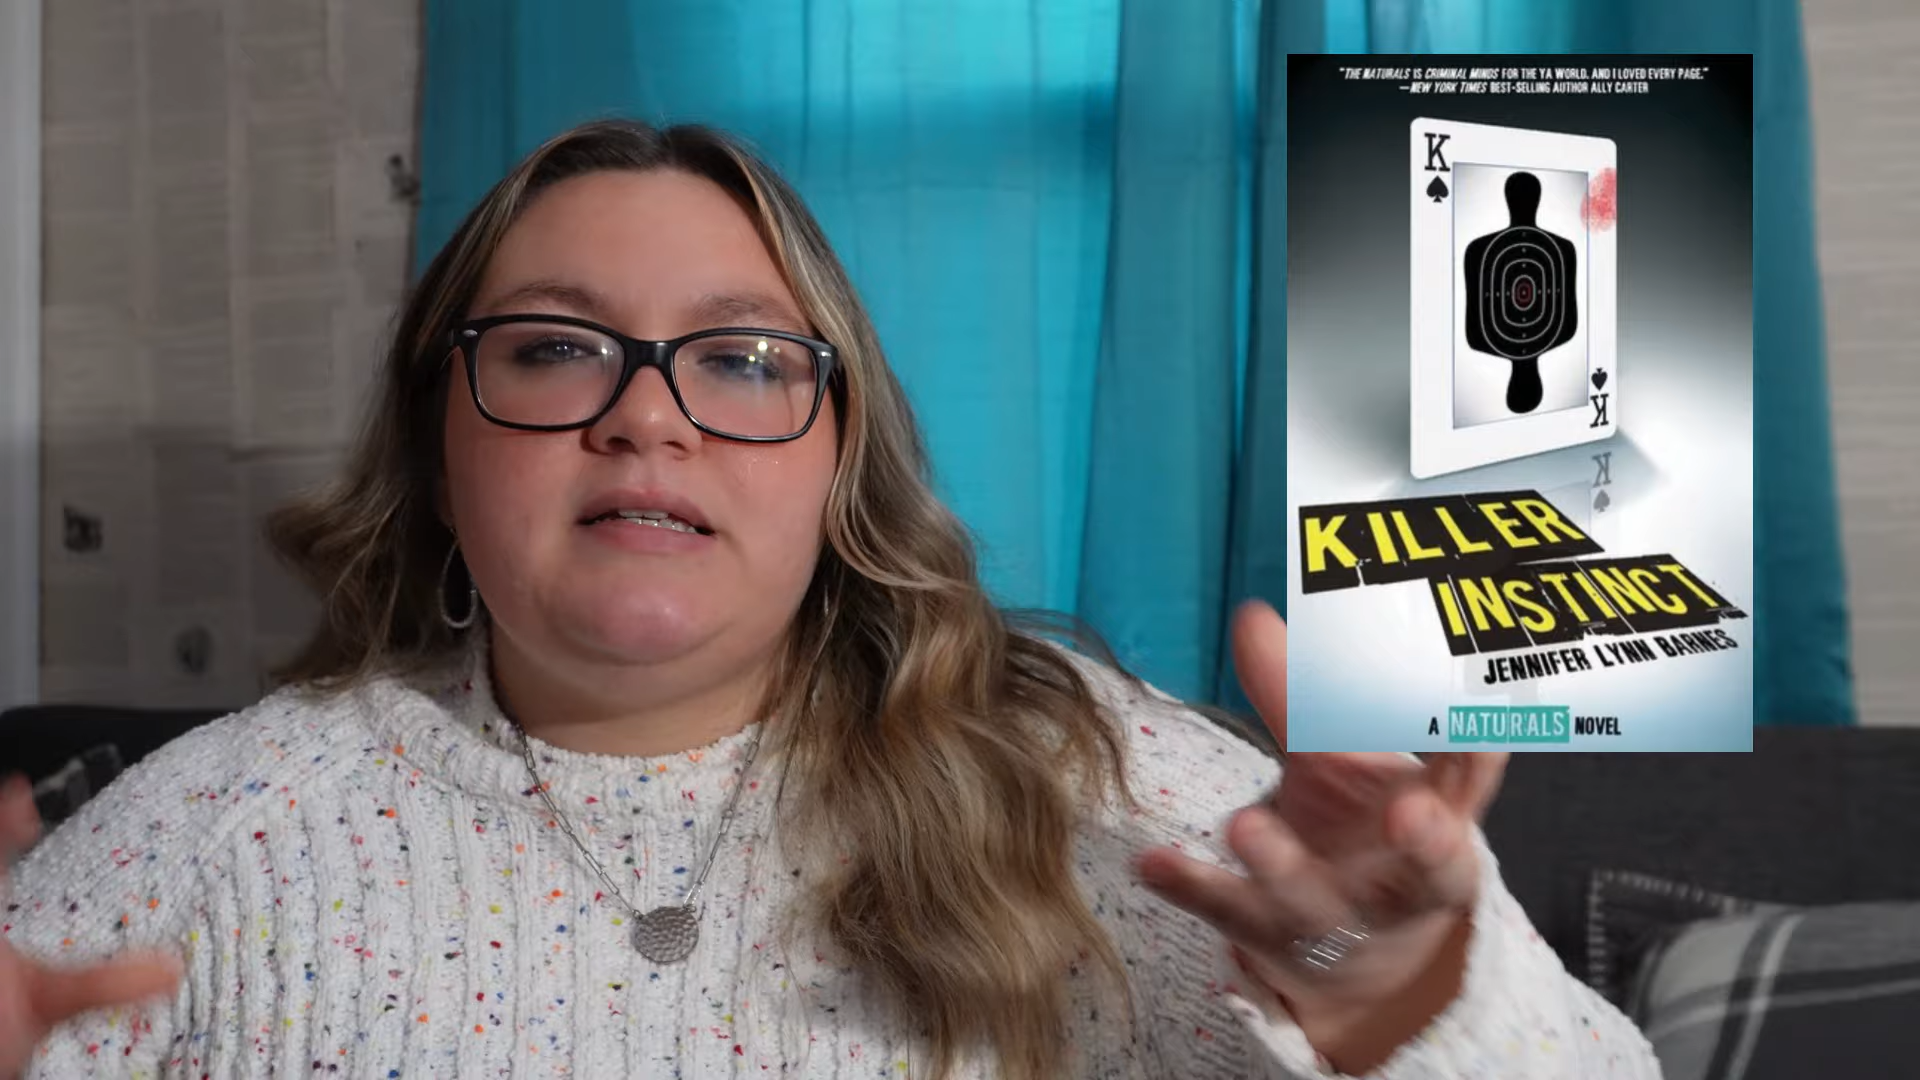 "THE NATURALS IS CRIMINAL MINDS FOR THE YA WORLD. AND I LOVED EVERY PAGE."
—NEW YORK TIMES BEST-SELLING AUTHOR ALLY CARTER
K
K
K
KILLER
INSTINCT
JENNIFER LYNN BARNES
A NATURALS NOVEL